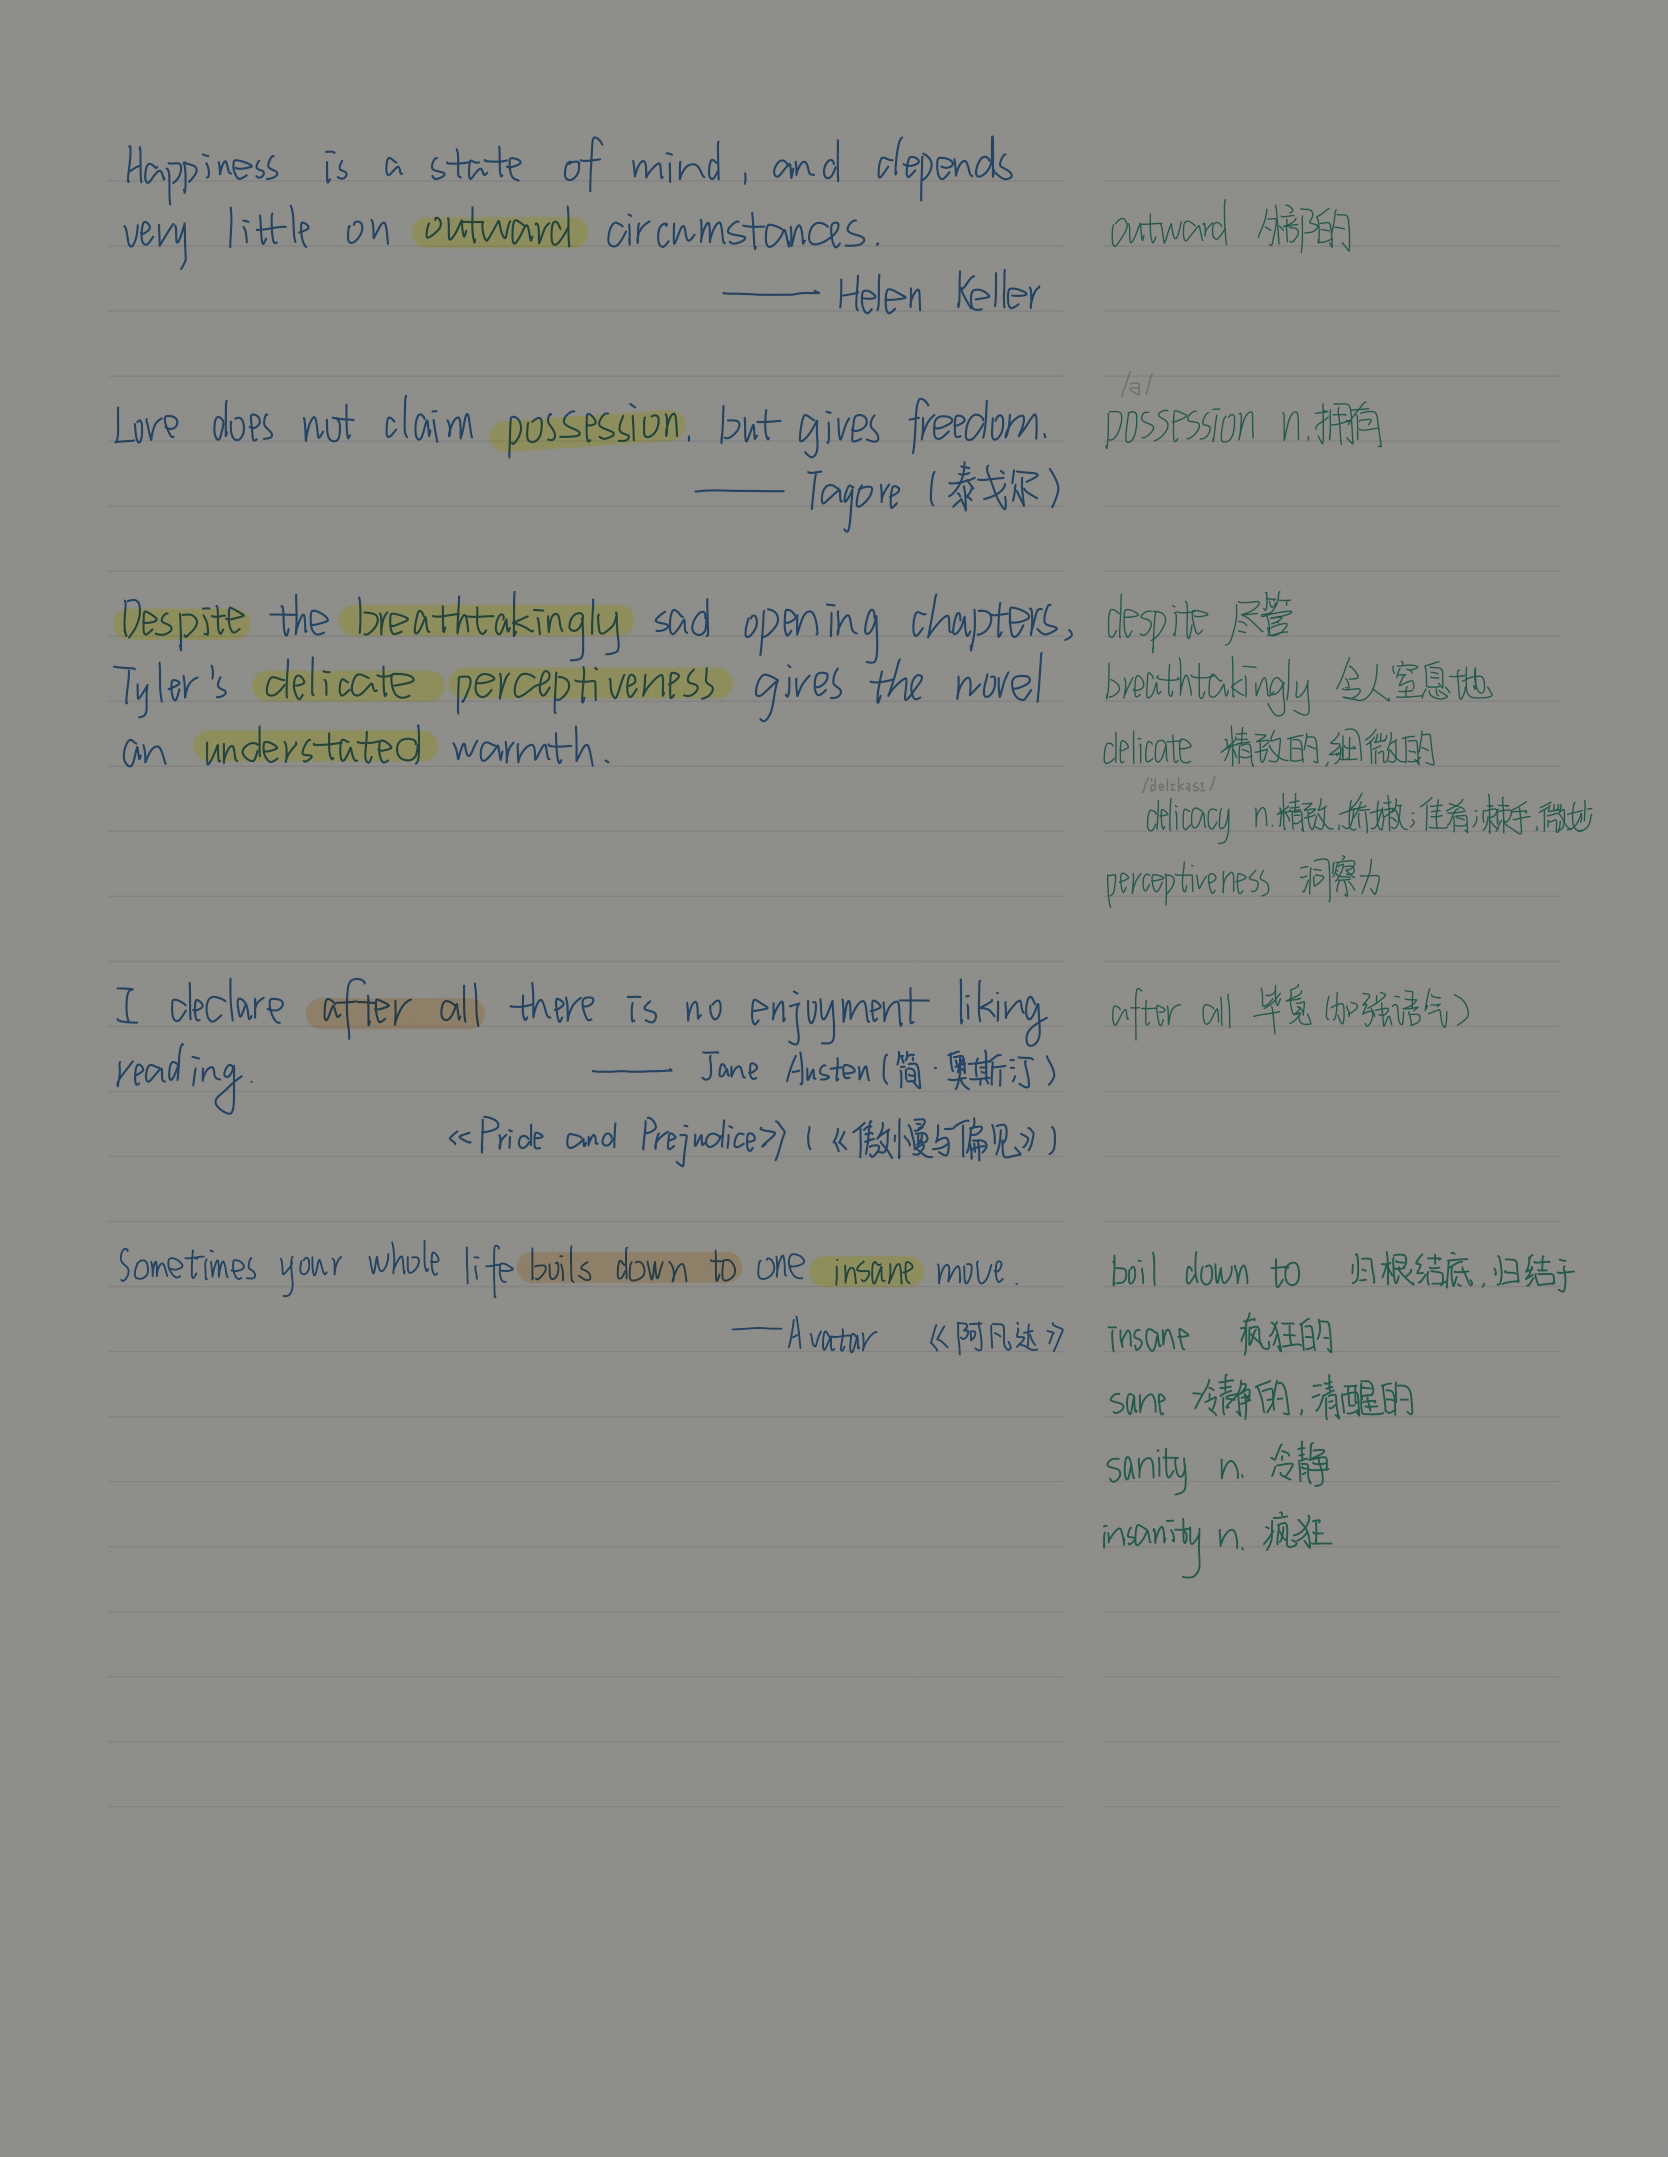 Happiness is a state of mind, and depends
very little on outward circumstances.
outward 外部的
—— Helen Keller
/ə/
Love does not claim possession, but gives freedom.
possession n.拥有
—— Tagore (泰戈尔)
Despite the breathtakingly sad opening chapters,
despite 尽管
Tyler's delicate perceptiveness gives the novel
breathtakingly 令人窒息地
an understated warmth.
delicate 精致的,细微的
delicacy n.精致,娇嫩;佳肴;棘手,微妙
perceptiveness 洞察力
I declare after all there is no enjoyment liking
after all 毕竟(加强语气)
reading.
—— Jane Austen(简·奥斯汀)
<<Pride and Prejudice>> (《傲慢与偏见》)
Sometimes your whole life boils down to one insane move.
boil down to 归根结底,归结于
——Avatar 《阿凡达》
insane 疯狂的
sane 冷静的,清醒的
sanity n. 冷静
insanity n. 疯狂